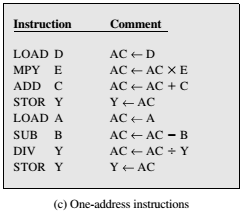 Instruction Comment
LOAD D AC ← D
MPY E AC ← AC × E
ADD C AC ← AC + C
STOR Y Y ← AC
LOAD A AC ← A
SUB B AC ← AC − B
DIV Y AC ← AC ÷ Y
STOR Y Y ← AC
(c) One-address instructions